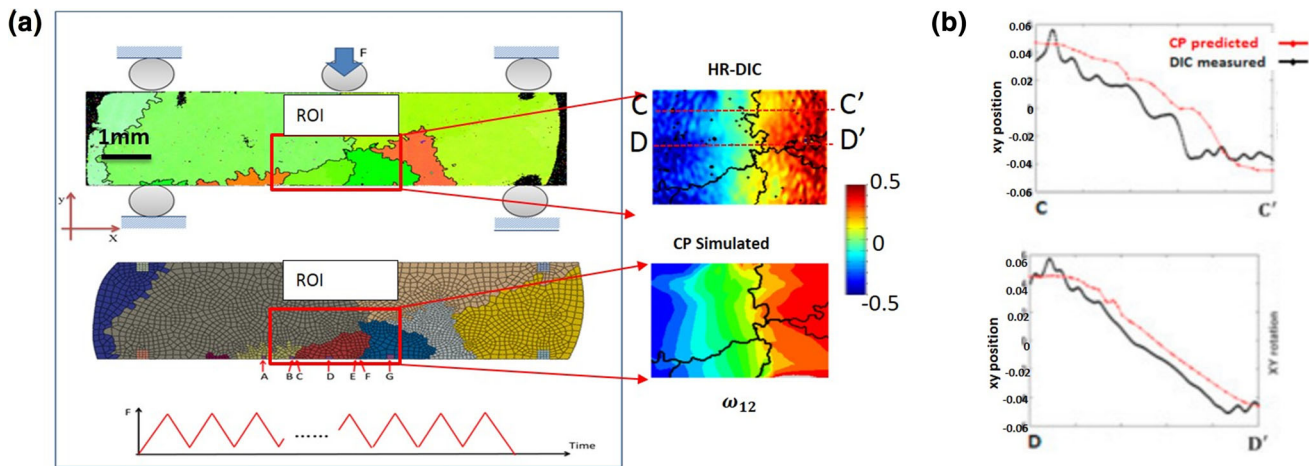 (a)
F
ROI
1mm
y
x
ROI
A B C D E F G
F
......
Time
HR-DIC
C C’
D D’
0.5
0
-0.5
CP Simulated
ω12
(b)
0.06
0.04
0.02
0
-0.02
-0.04
-0.06
xy position
CP predicted
DIC measured
C C’
0.06
0.04
0.02
0
-0.02
-0.04
-0.06
xy position
XY rotation
D D’